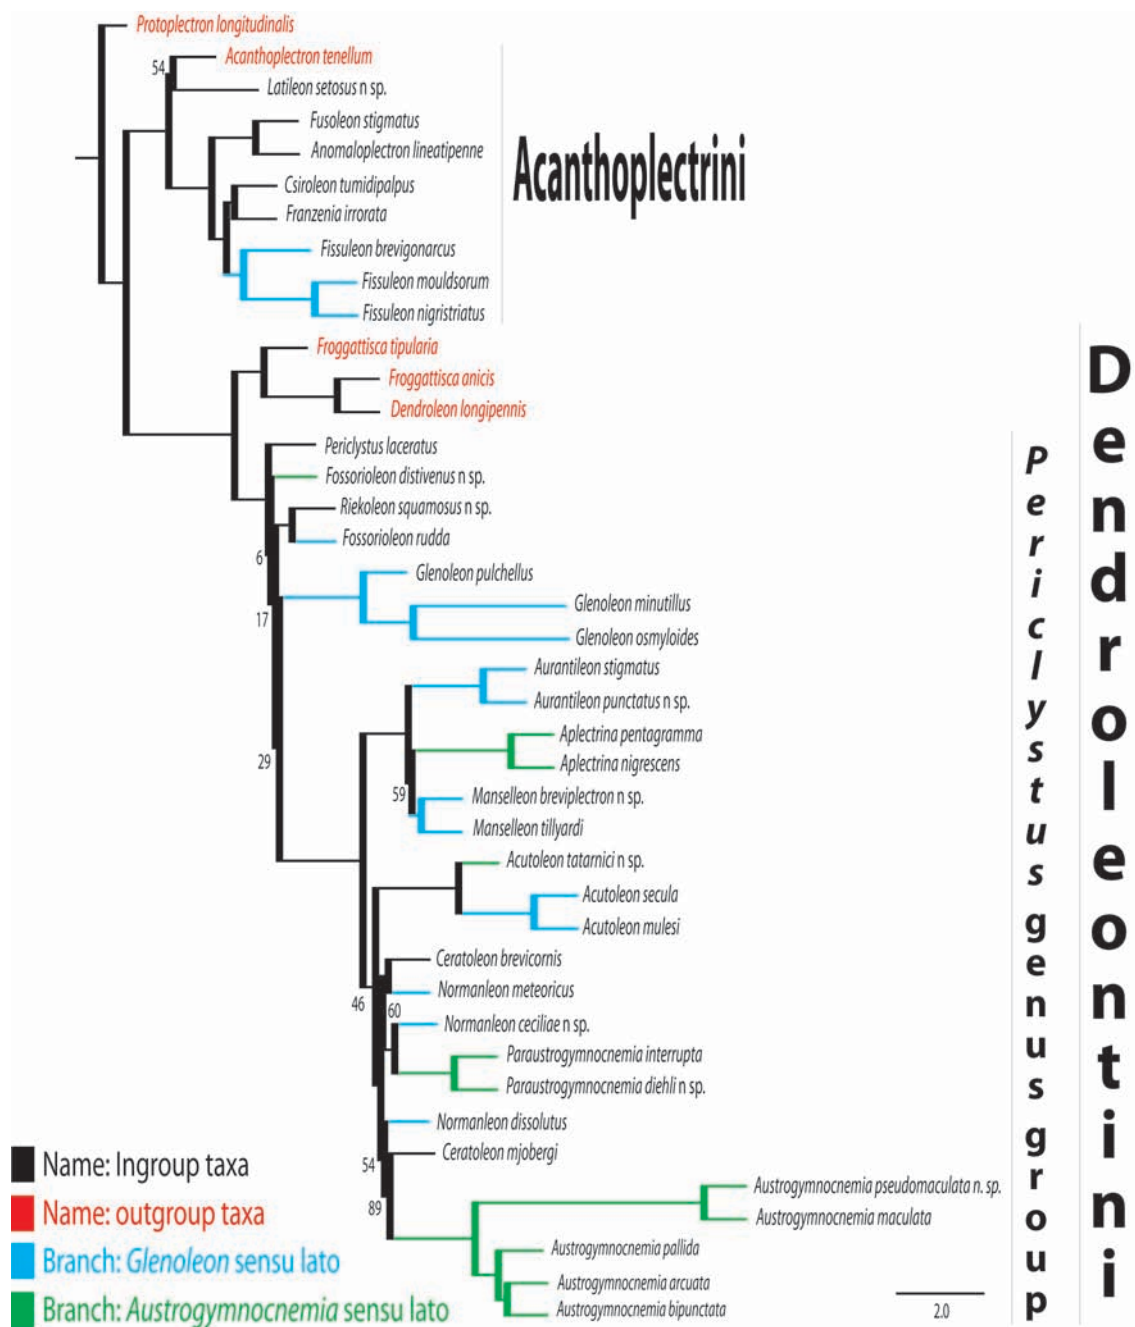 Protoplectron longitudinalis
Acanthoplectron tenellum
54
Latileon setosus n sp.
Fusoleon stigmatus
Anomaloplectron lineatipenne
Acanthoplectrini
Csiroleon tumidipalpus
Franzenia irrorata
Fissuleon brevigonarcus
Fissuleon mouldsorum
Fissuleon nigristriatus
Froggattisca tipularia
Froggattisca anicis
Dendroleon longipennis
Dendroleontini
Periclystus genus group
Periclystus laceratus
Fossorioleon distivenus n sp.
Riekoleon squamosus n sp.
Fossorioleon rudda
6
Glenoleon pulchellus
Glenoleon minutillus
17
Glenoleon osmyloides
Aurantileon stigmatus
Aurantileon punctatus n sp.
Aplectrina pentagramma
29
Aplectrina nigrescens
59
Manselleon breviplectron n sp.
Manselleon tillyardi
Acutoleon tatarnici n sp.
Acutoleon secula
Acutoleon mulesi
Ceratoleon brevicornis
Normanleon meteoricus
46
60
Normanleon ceciliae n sp.
Paraustrogymnocnemia interrupta
Paraustrogymnocnemia diehli n sp.
Normanleon dissolutus
Ceratoleon mjobergi
54
Austrogymnocnemia pseudomaculata n. sp.
89
Austrogymnocnemia maculata
Austrogymnocnemia pallida
Austrogymnocnemia arcuata
Austrogymnocnemia bipunctata
2.0
Name: Ingroup taxa
Name: outgroup taxa
Branch: Glenoleon sensu lato
Branch: Austrogymnocnemia sensu lato